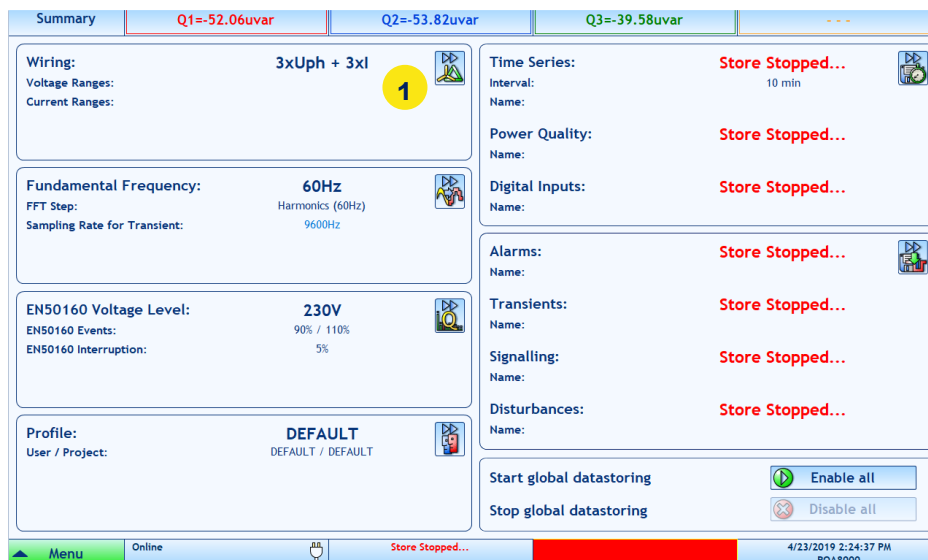 Summary
Q1=-52.06uvar
Q2=-53.82uvar
Q3=-39.58uvar
---
Wiring:
3xUph + 3xI
Voltage Ranges:
Current Ranges:
1
Fundamental Frequency:
60Hz
FFT Step:
Harmonics (60Hz)
Sampling Rate for Transient:
9600Hz
EN50160 Voltage Level:
230V
EN50160 Events:
90% / 110%
EN50160 Interruption:
5%
Profile:
DEFAULT
User / Project:
DEFAULT / DEFAULT
Time Series:
Store Stopped...
Interval:
10 min
Name:
Power Quality:
Store Stopped...
Name:
Digital Inputs:
Store Stopped...
Name:
Alarms:
Store Stopped...
Name:
Transients:
Store Stopped...
Name:
Signalling:
Store Stopped...
Name:
Disturbances:
Store Stopped...
Name:
Start global datastoring
Enable all
Stop global datastoring
Disable all
Menu
Online
Store Stopped...
4/23/2019 2:24:37 PM
PQA8000